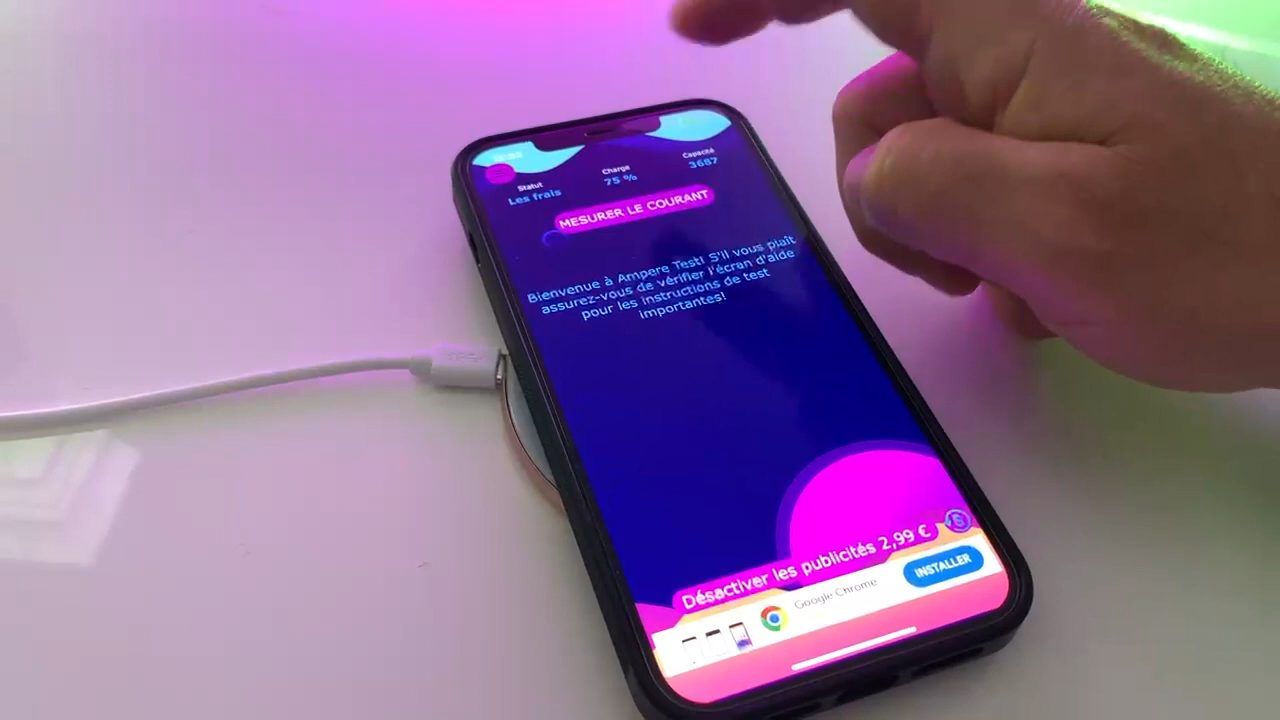 Statut
Charge
Capacité
Les frais
75 %
3687
MESURER LE COURANT
Bienvenue à Ampere Test! S'il vous plaît
assurez-vous de vérifier l'écran d'aide
pour les instructions de test
importantes!
Désactiver les publicités 2,99 €
Google Chrome
INSTALLER